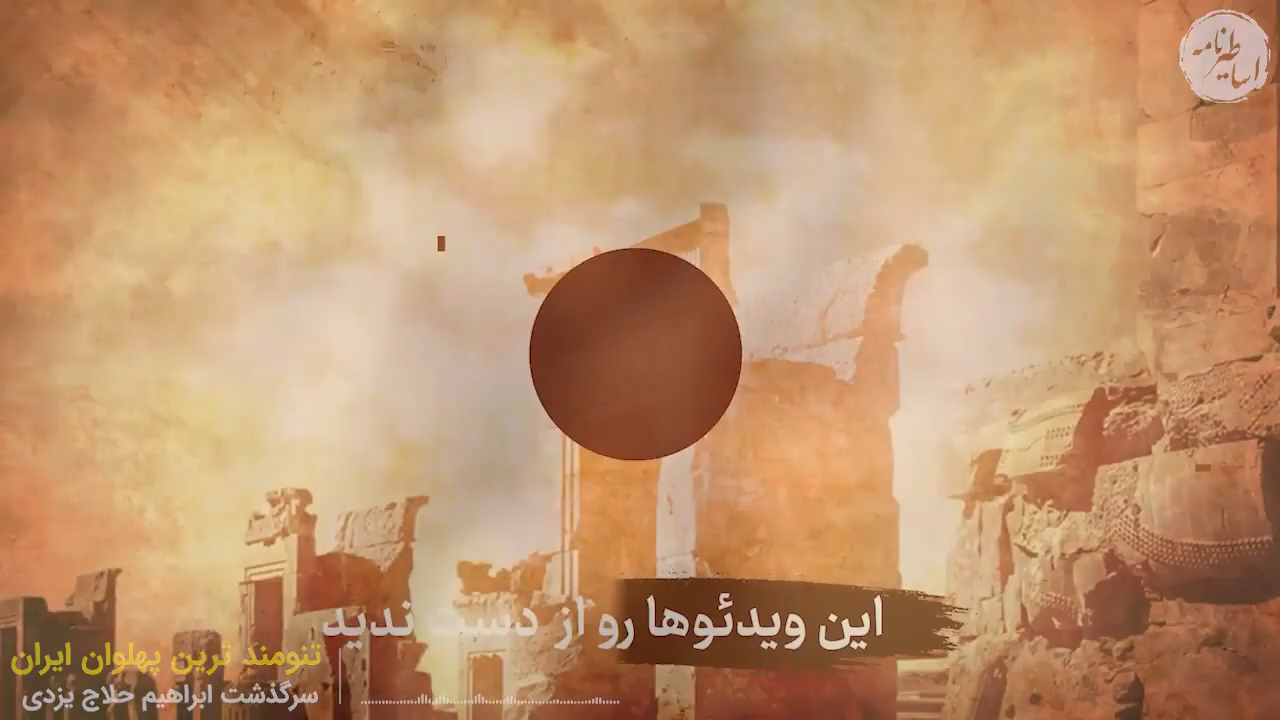 اساطیرنامه
این ویدئوها رو از دست ندید
تنومند ترین پهلوان ایران
سرگذشت ابراهیم حلاج یزدی